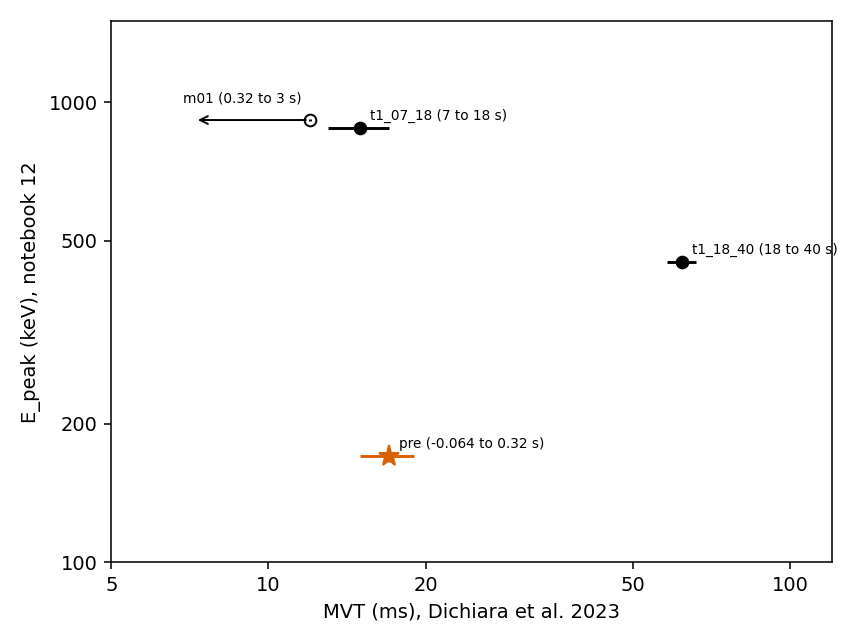 1000
500
200
100
E_peak (keV), notebook 12
m01 (0.32 to 3 s)
t1_07_18 (7 to 18 s)
t1_18_40 (18 to 40 s)
pre (-0.064 to 0.32 s)
5
10
20
50
100
MVT (ms), Dichiara et al. 2023